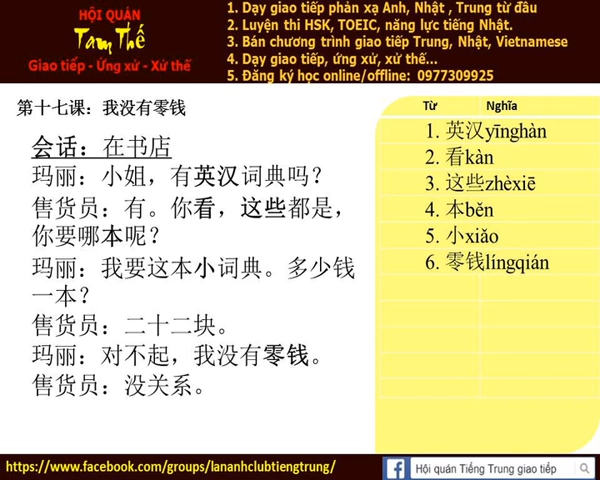 HỘI QUÁN
Tam Thế
Giao tiếp - Ứng xử - Xử thế
1. Dạy giao tiếp phản xạ Anh, Nhật , Trung từ đầu
2. Luyện thi HSK, TOEIC, năng lực tiếng Nhật.
3. Bán chương trình giao tiếp Trung, Nhật, Vietnamese
4. Dạy giao tiếp, ứng xử, xử thế...
5. Đăng ký học online/offline: 0977309925
第十七课：我没有零钱
会话：在书店
玛丽：小姐，有英汉词典吗？
售货员：有。你看，这些都是，
你要哪本呢？
玛丽：我要这本小词典。多少钱
一本？
售货员：二十二块。
玛丽：对不起，我没有零钱。
售货员：没关系。
Từ Nghĩa
1. 英汉yīnghàn
2. 看kàn
3. 这些zhèxiē
4. 本běn
5. 小xiǎo
6. 零钱língqián
https://www.facebook.com/groups/lananhclubtiengtrung/
Hội quán Tiếng Trung giao tiếp